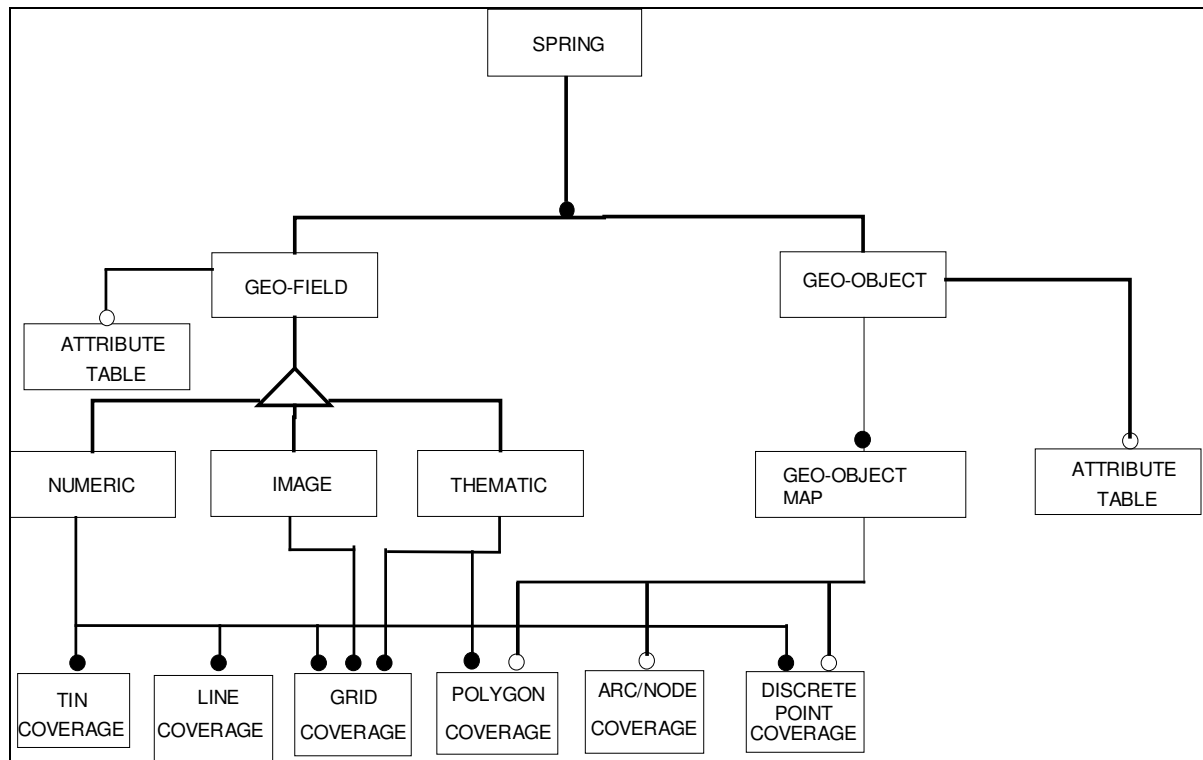 SPRING
GEO-FIELD
GEO-OBJECT
ATTRIBUTE
TABLE
NUMERIC
IMAGE
THEMATIC
GEO-OBJECT
MAP
ATTRIBUTE
TABLE
TIN
COVERAGE
LINE
COVERAGE
GRID
COVERAGE
POLYGON
COVERAGE
ARC/NODE
COVERAGE
DISCRETE
POINT
COVERAGE